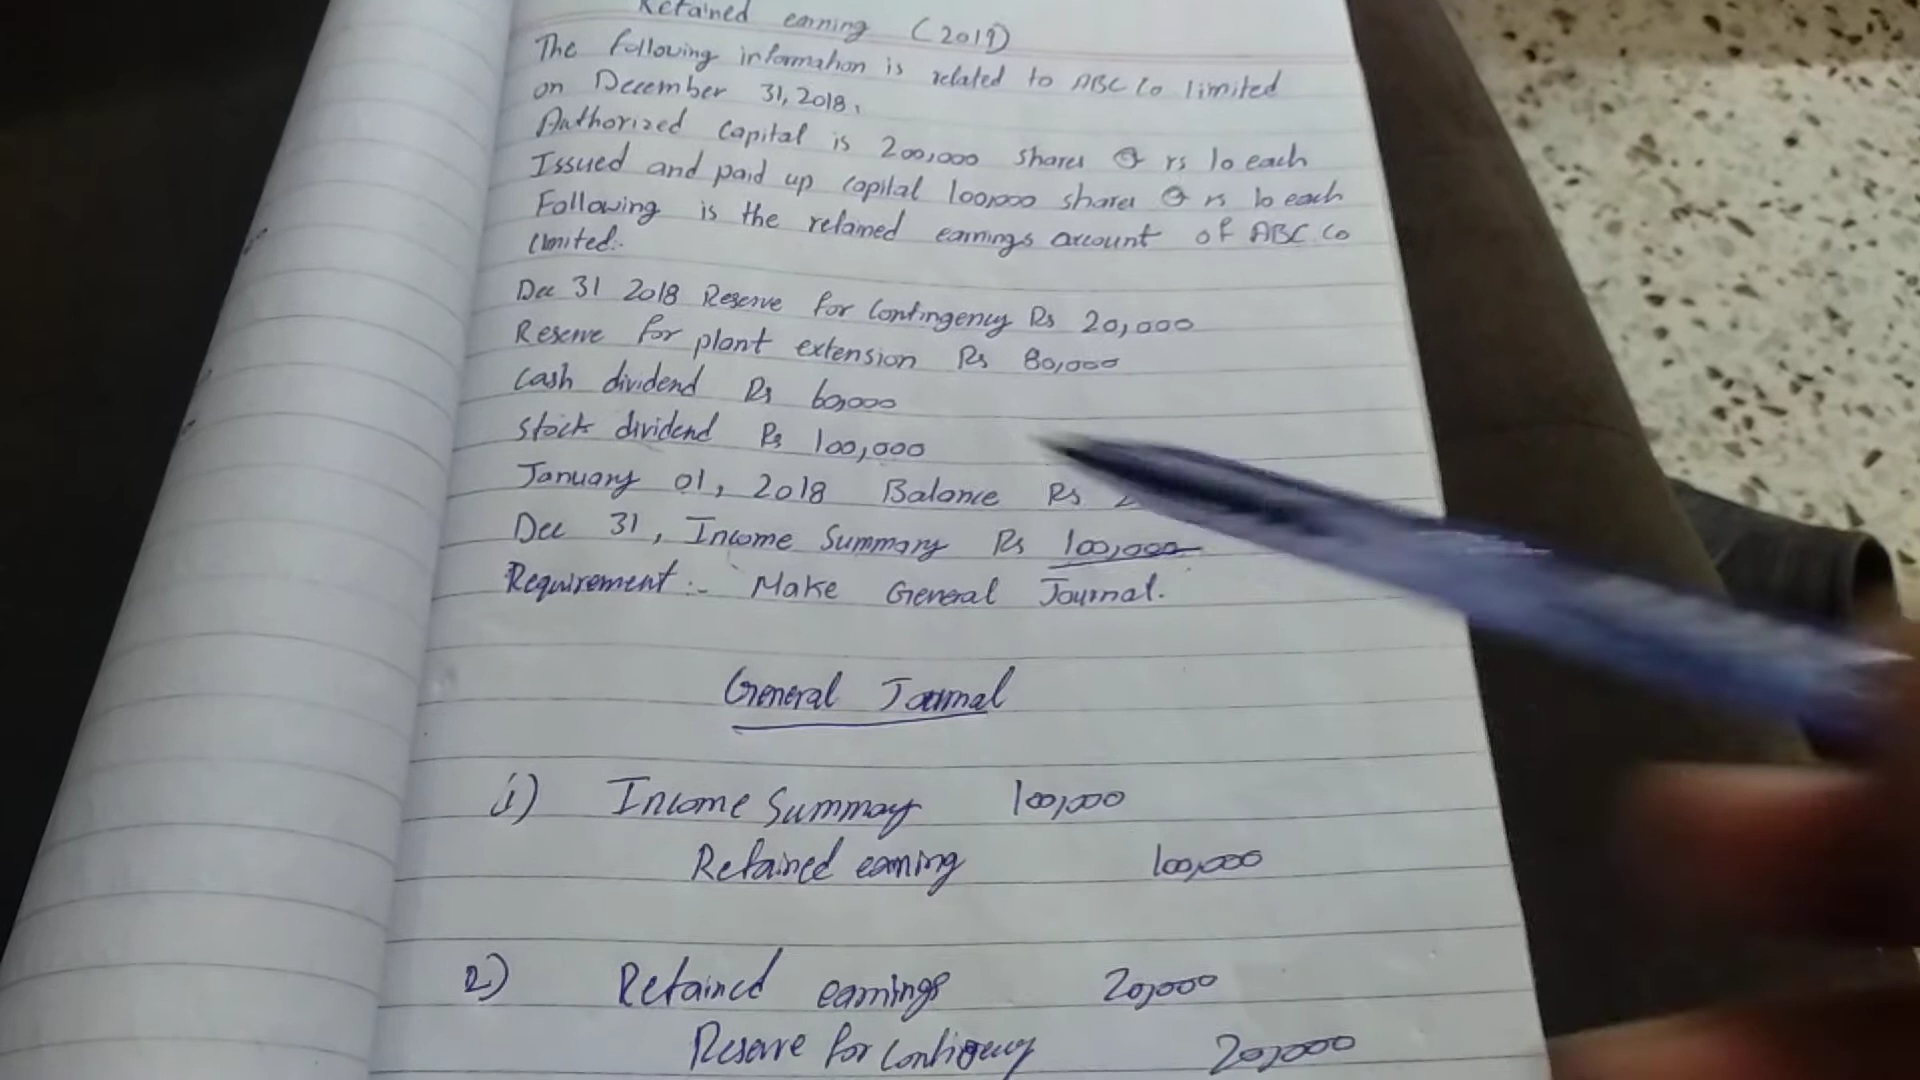 Retained earning (2019)
The following information is related to ABC Co limited
on December 31, 2018.
Authorized Capital is 200,000 shares @ rs 10 each
Issued and paid up capital 100,000 shares @ rs 10 each
Following is the retained earnings account of ABC Co
limited:-
Dec 31 2018 Reserve for Contingency Rs 20,000
Reserve for plant extension Rs 80,000
Cash dividend Rs 60,000
Stock dividend Rs 100,000
January 01, 2018 Balance Rs
Dec 31, Income Summary Rs 100,000
Requirement:- Make General Journal.
General Journal
1) Income Summary 100,000
Retained earning 100,000
2) Retained earnings 20,000
Reserve for 20,000